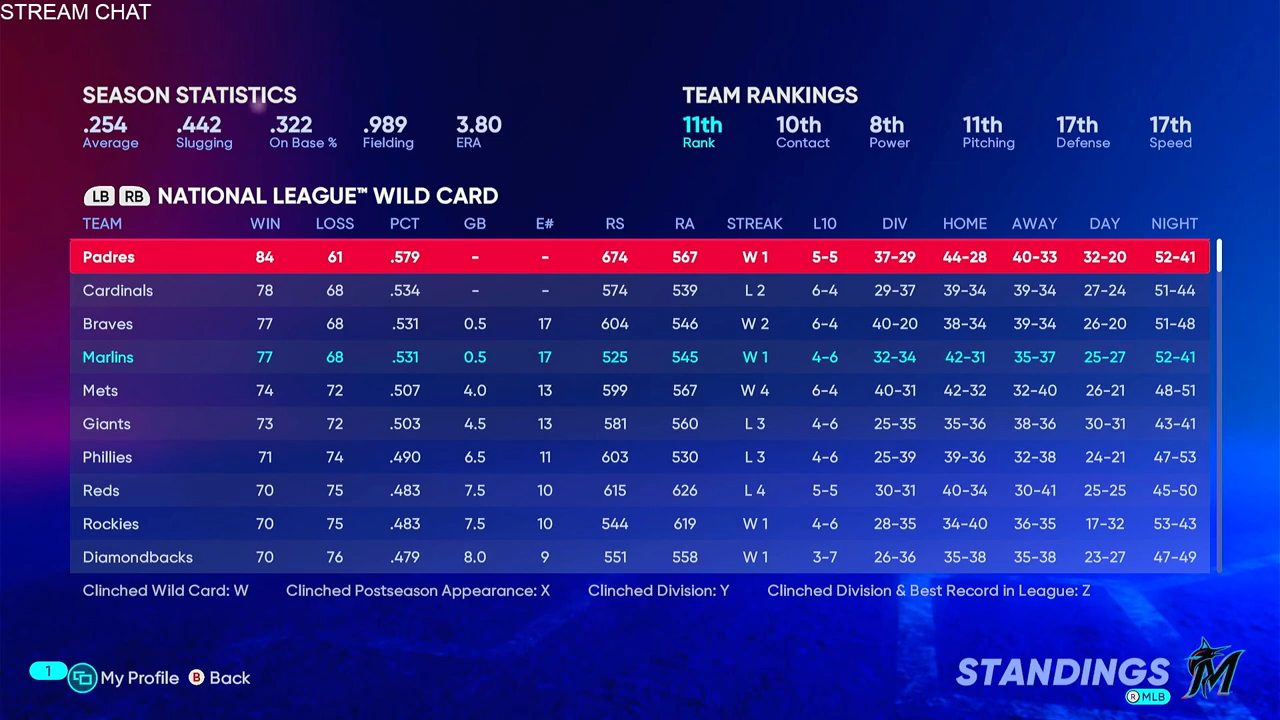 STREAM CHAT
SEASON STATISTICS
.254 .442 .322 .989 3.80
Average Slugging On Base % Fielding ERA
TEAM RANKINGS
11th 10th 8th 11th 17th 17th
Rank Contact Power Pitching Defense Speed
LB RB NATIONAL LEAGUE™ WILD CARD
TEAM WIN LOSS PCT GB E# RS RA STREAK L10 DIV HOME AWAY DAY NIGHT
Padres 84 61 .579 - - 674 567 W 1 5-5 37-29 44-28 40-33 32-20 52-41
Cardinals 78 68 .534 - - 574 539 L 2 6-4 29-37 39-34 39-34 27-24 51-44
Braves 77 68 .531 0.5 17 604 546 W 2 6-4 40-20 38-34 39-34 26-20 51-48
Marlins 77 68 .531 0.5 17 525 545 W 1 4-6 32-34 42-31 35-37 25-27 52-41
Mets 74 72 .507 4.0 13 599 567 W 4 6-4 40-31 42-32 32-40 26-21 48-51
Giants 73 72 .503 4.5 13 581 560 L 3 4-6 25-35 35-36 38-36 30-31 43-41
Phillies 71 74 .490 6.5 11 603 530 L 3 4-6 25-39 39-36 32-38 24-21 47-53
Reds 70 75 .483 7.5 10 615 626 L 4 5-5 30-31 40-34 30-41 25-25 45-50
Rockies 70 75 .483 7.5 10 544 619 W 1 4-6 28-35 34-40 36-35 17-32 53-43
Diamondbacks 70 76 .479 8.0 9 551 558 W 1 3-7 26-36 35-38 35-38 23-27 47-49
Clinched Wild Card: W Clinched Postseason Appearance: X Clinched Division: Y Clinched Division & Best Record in League: Z
1 My Profile B Back
STANDINGS M
R MLB